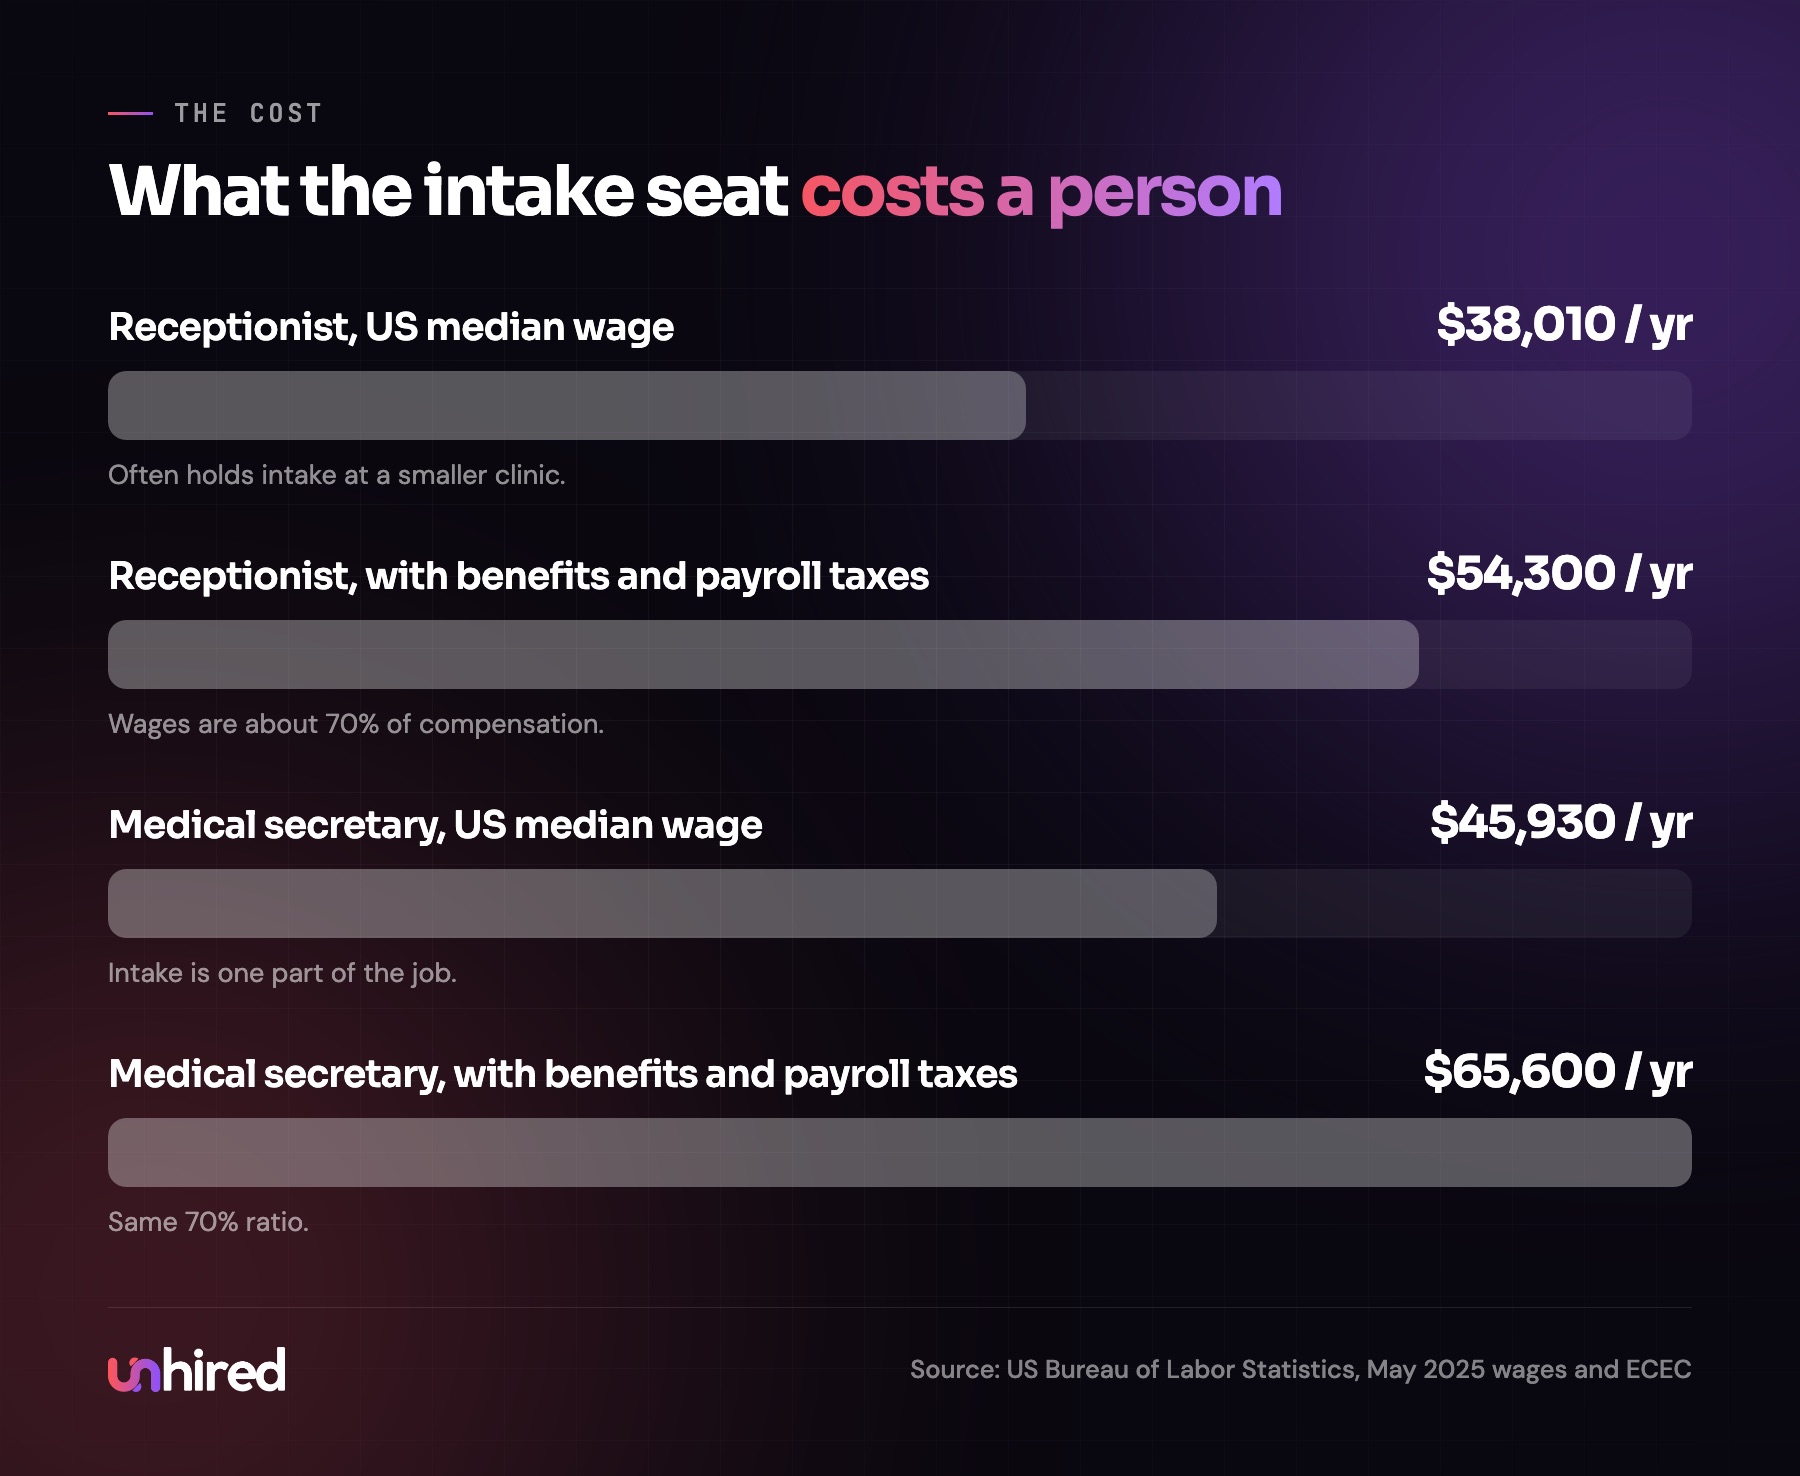 THE COST
What the intake seat costs a person
Receptionist, US median wage
$38,010 / yr
Often holds intake at a smaller clinic.
Receptionist, with benefits and payroll taxes
$54,300 / yr
Wages are about 70% of compensation.
Medical secretary, US median wage
$45,930 / yr
Intake is one part of the job.
Medical secretary, with benefits and payroll taxes
$65,600 / yr
Same 70% ratio.
unhired
Source: US Bureau of Labor Statistics, May 2025 wages and ECEC